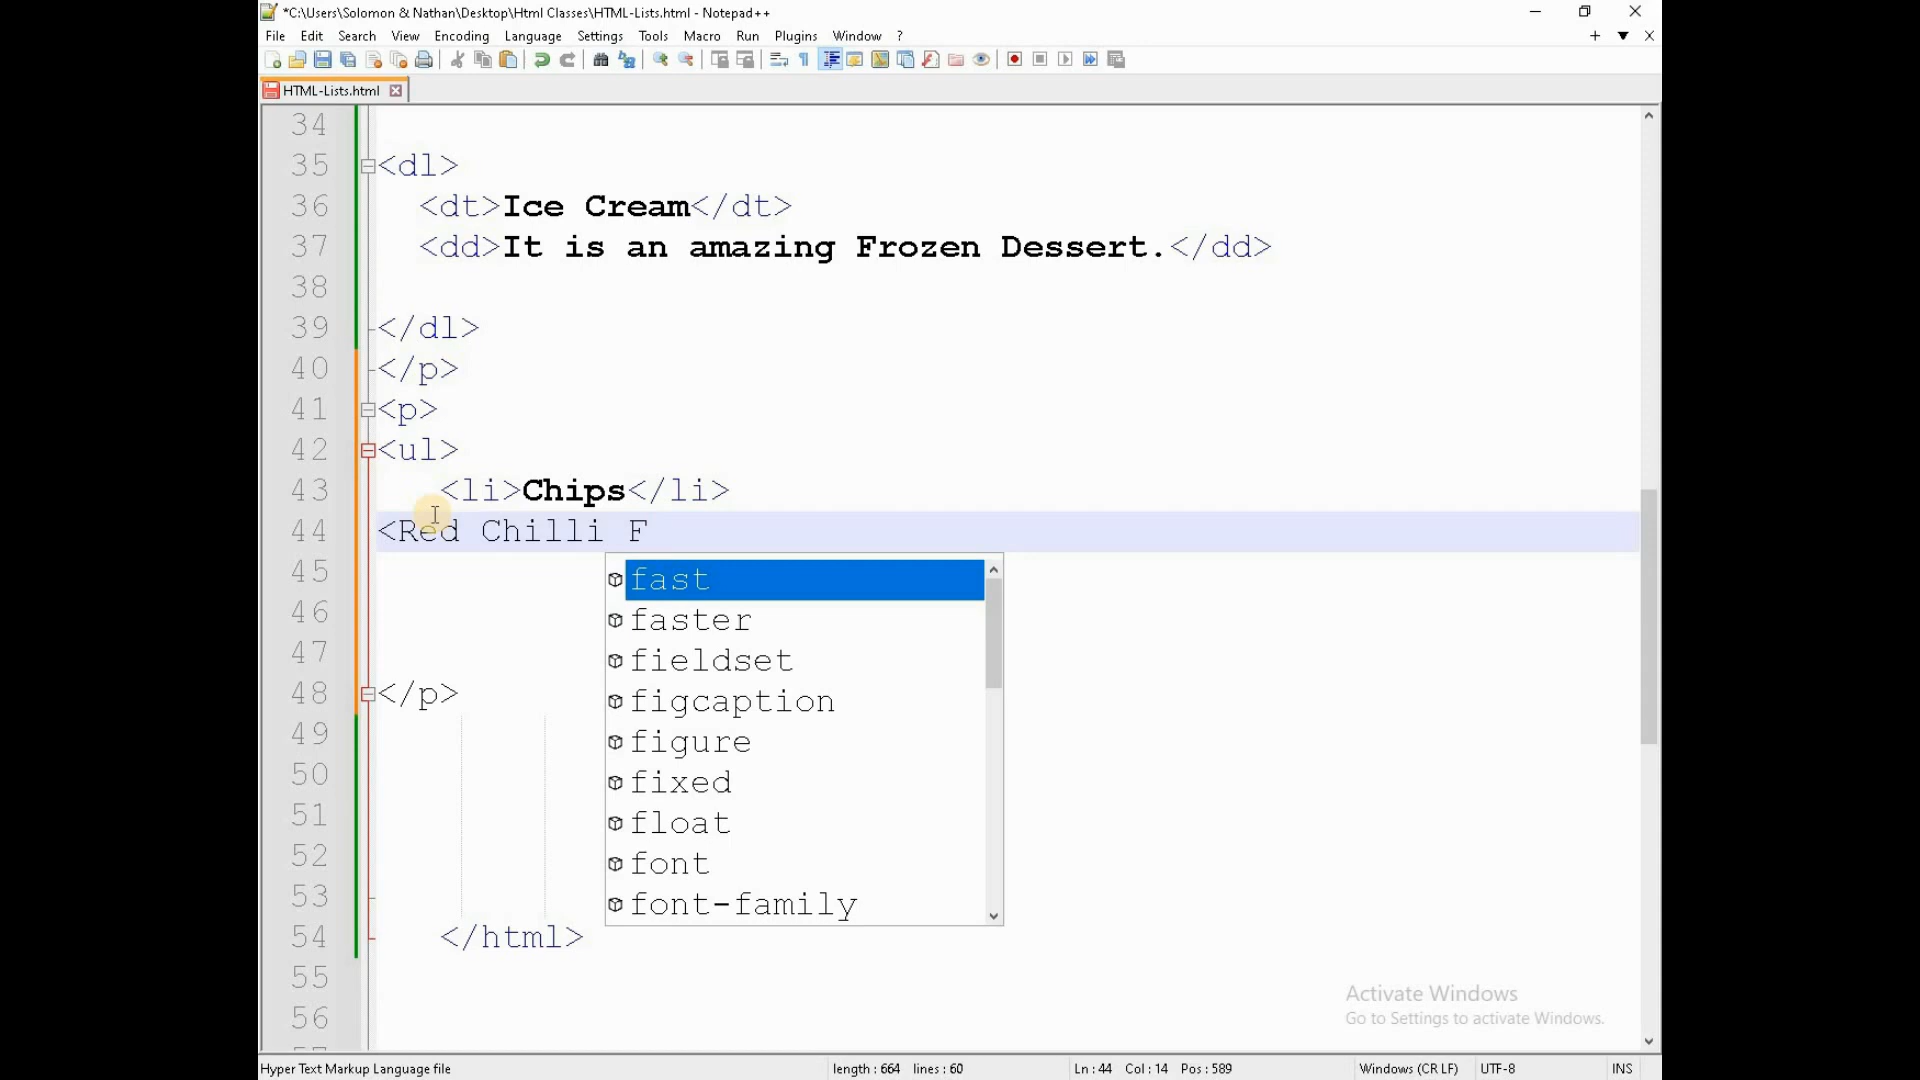 *C:\Users\Solomon & Nathan\Desktop\Html Classes\HTML-Lists.html - Notepad++
File Edit Search View Encoding Language Settings Tools Macro Run Plugins Window ?
HTML-Lists.html
34
35 <dl>
36 <dt>Ice Cream</dt>
37 <dd>It is an amazing Frozen Dessert.</dd>
38
39 </dl>
40 </p>
41 <p>
42 <ul>
43 <li>Chips</li>
44 <Red Chilli F
45 fast
46 faster
47 fieldset
48 </p> figcaption
49 figure
50 fixed
51 float
52 font
53 font-family
54 </html>
55
56
Activate Windows
Go to Settings to activate Windows.
Hyper Text Markup Language file length : 664 lines : 60 Ln : 44 Col : 14 Pos : 589 Windows (CR LF) UTF-8 INS